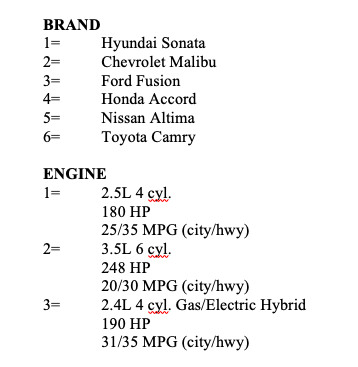 BRAND
1= Hyundai Sonata
2= Chevrolet Malibu
3= Ford Fusion
4= Honda Accord
5= Nissan Altima
6= Toyota Camry
ENGINE
1= 2.5L 4 cyl.
180 HP
25/35 MPG (city/hwy)
2= 3.5L 6 cyl.
248 HP
20/30 MPG (city/hwy)
3= 2.4L 4 cyl. Gas/Electric Hybrid
190 HP
31/35 MPG (city/hwy)